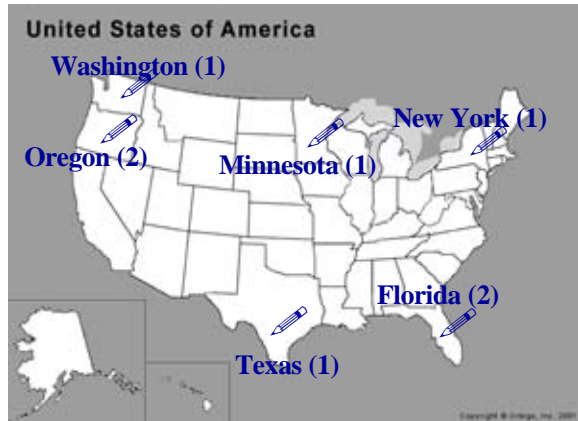 United States of America
Washington (1)
New York (1)
Oregon (2)
Minnesota (1)
Florida (2)
Texas (1)